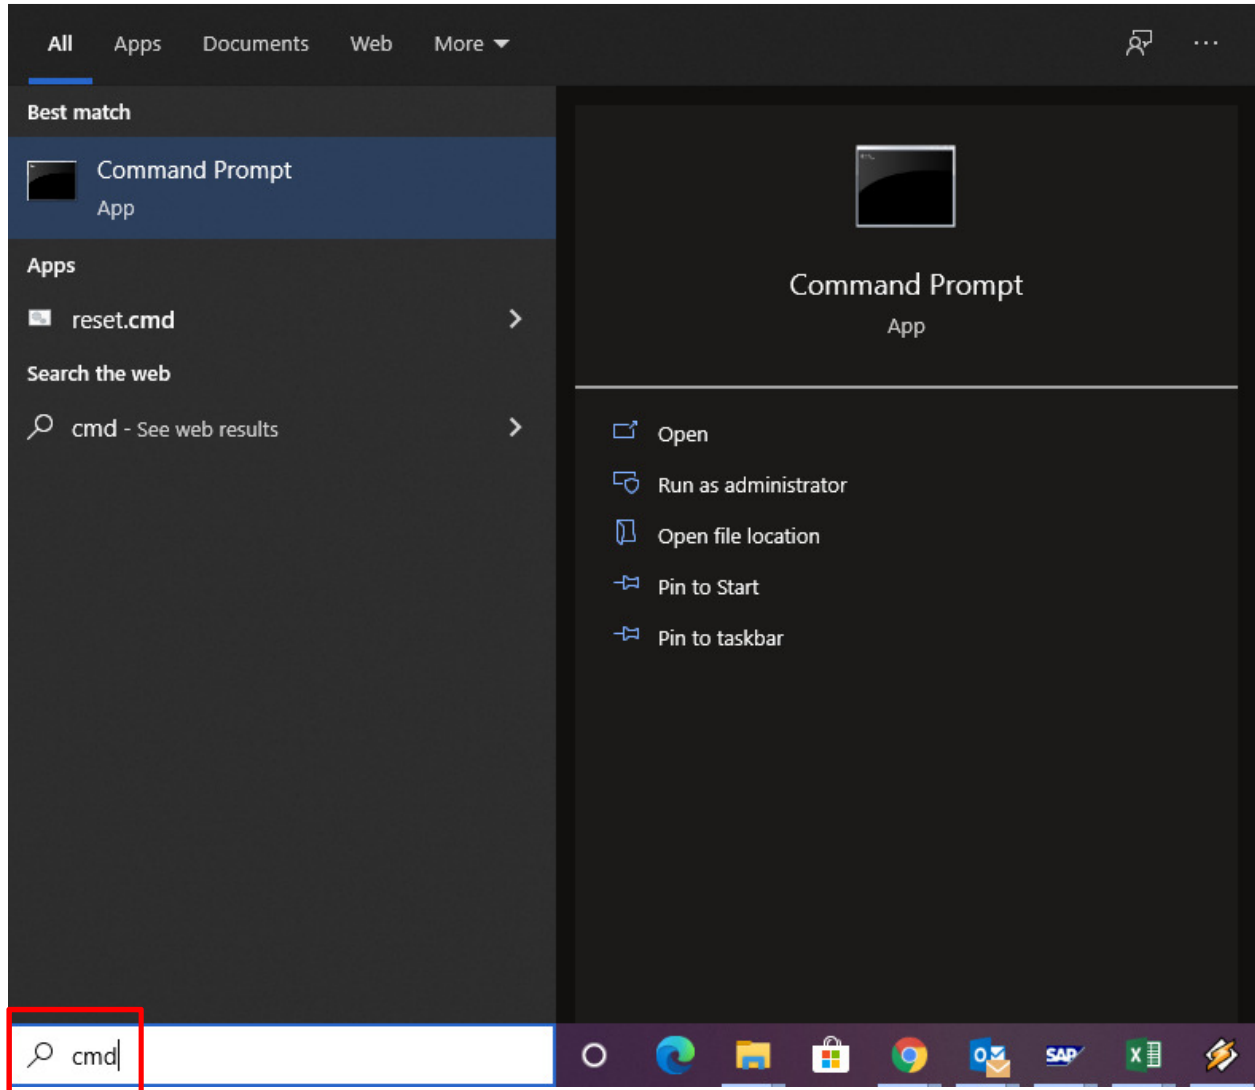 All Apps Documents Web More
Best match
Command Prompt
App
Apps
reset.cmd
Search the web
cmd - See web results
Command Prompt
App
Open
Run as administrator
Open file location
Pin to Start
Pin to taskbar
cmd
SAP